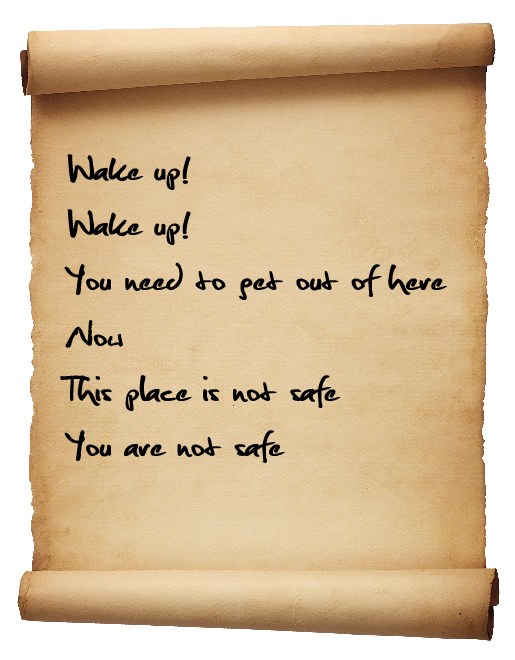 Wake up!
Wake up!
You need to get out of here
Now
This place is not safe
You are not safe